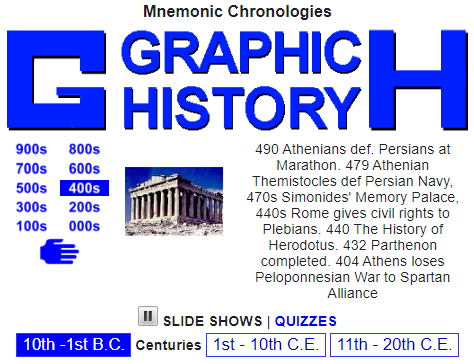 Mnemonic Chronologies
G GRAPHIC HISTORY H
900s 800s
700s 600s
500s 400s
300s 200s
100s 000s
490 Athenians def. Persians at
Marathon. 479 Athenian
Themistocles def Persian Navy,
470s Simonides' Memory Palace,
440s Rome gives civil rights to
Plebians. 440 The History of
Herodotus. 432 Parthenon
completed. 404 Athens loses
Peloponnesian War to Spartan
Alliance
SLIDE SHOWS | QUIZZES
10th -1st B.C. Centuries 1st - 10th C.E. 11th - 20th C.E.